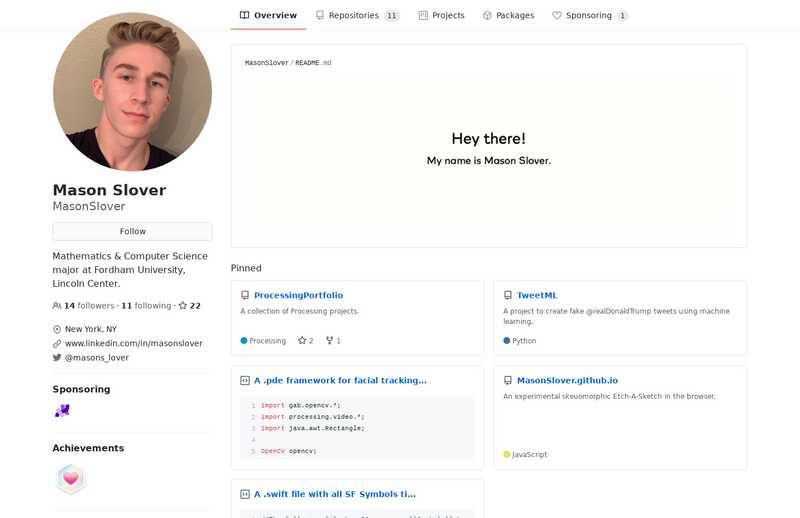 Overview Repositories 11 Projects Packages Sponsoring 1
MasonSlover/README.md
Hey there!
My name is Mason Slover.
Mason Slover
MasonSlover
Follow
Mathematics & Computer Science
major at Fordham University,
Lincoln Center.
14 followers · 11 following · 22
New York, NY
www.linkedin.com/in/masonslover
@masons_lover
Sponsoring
Achievements
Pinned
ProcessingPortfolio
A collection of Processing projects.
Processing 2 1
TweetML
A project to create fake @realDonaldTrump tweets using machine
learning.
Python
A .pde framework for facial tracking...
1 import gab.opencv.*;
2 import processing.video.*;
3 import java.awt.Rectangle;
4
5 OpenCV opencv;
MasonSlover.github.io
An experimental skeuomorphic Etch-A-Sketch in the browser.
JavaScript
A .swift file with all SF Symbols ti...